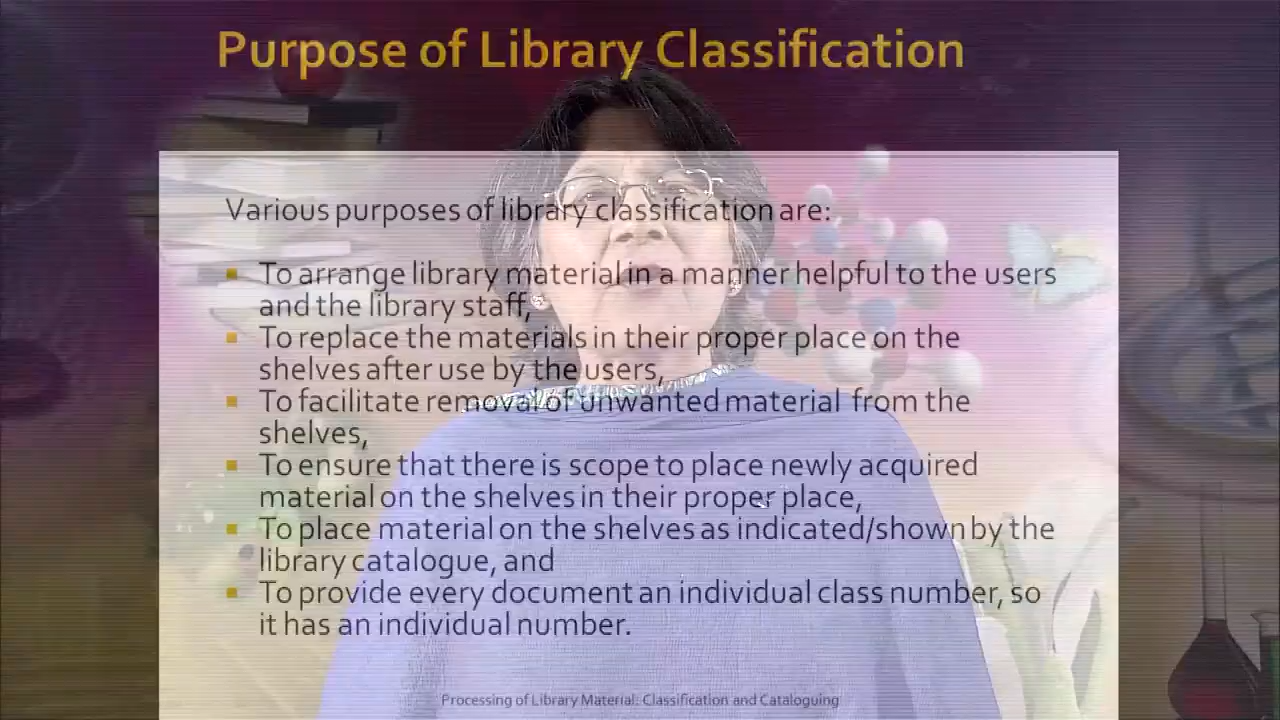 Purpose of Library Classification
Various purposes of library classification are:
▪ To arrange library material in a manner helpful to the users
and the library staff,
▪ To replace the materials in their proper place on the
shelves after use by the users,
▪ To facilitate removal of unwanted material from the
shelves,
▪ To ensure that there is scope to place newly acquired
material on the shelves in their proper place,
▪ To place material on the shelves as indicated/shown by the
library catalogue, and
▪ To provide every document an individual class number, so
it has an individual number.
Processing of Library Material: Classification and Cataloguing